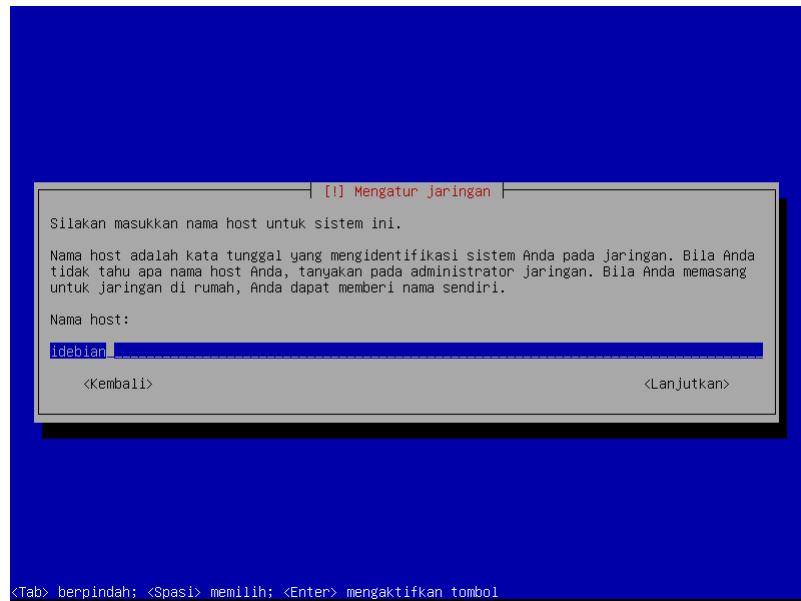 [!] Mengatur jaringan
Silakan masukkan nama host untuk sistem ini.
Nama host adalah kata tunggal yang mengidentifikasi sistem Anda pada jaringan. Bila Anda
tidak tahu apa nama host Anda, tanyakan pada administrator jaringan. Bila Anda memasang
untuk jaringan di rumah, Anda dapat memberi nama sendiri.
Nama host:
idebian
<Kembali> <Lanjutkan>
<Tab> berpindah; <Spasi> memilih; <Enter> mengaktifkan tombol